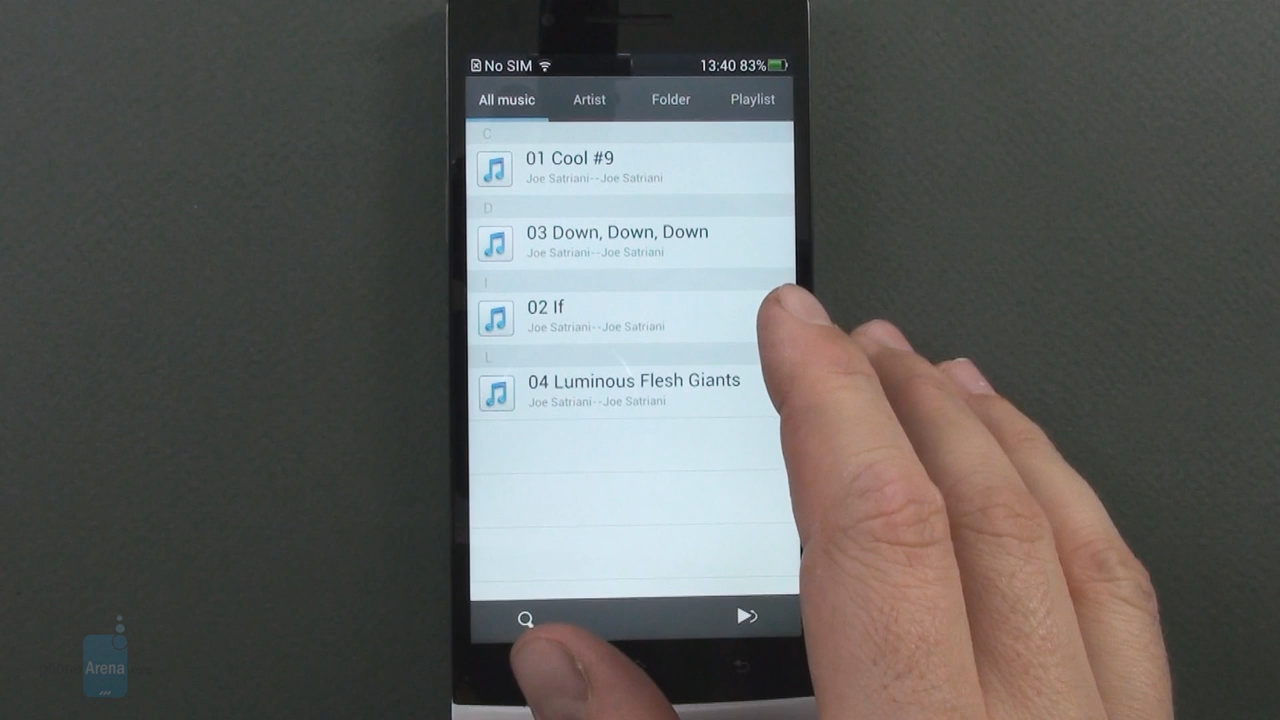 No SIM 13:40 83%
All music Artist Folder Playlist
C
01 Cool #9
Joe Satriani--Joe Satriani
D
03 Down, Down, Down
Joe Satriani--Joe Satriani
I
02 If
Joe Satriani--Joe Satriani
L
04 Luminous Flesh Giants
Joe Satriani--Joe Satriani
Arena